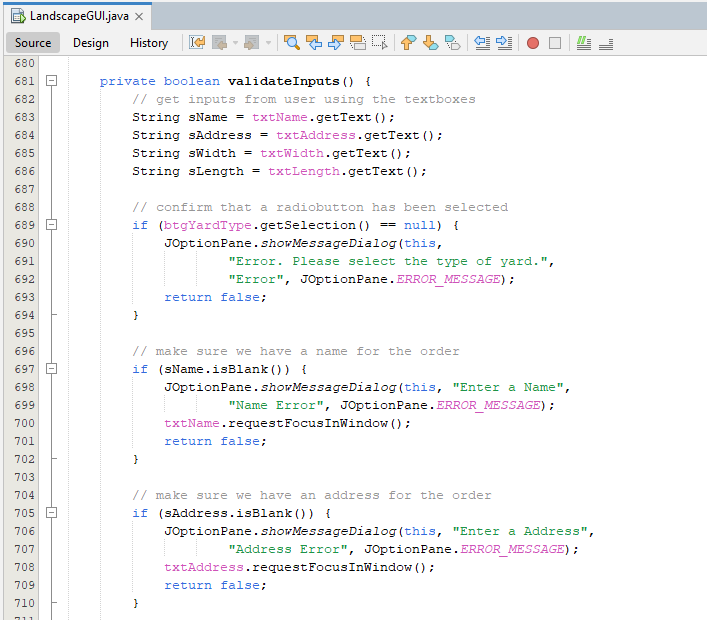 LandscapeGUI.java
Source Design History
680
681 private boolean validateInputs() {
682 // get inputs from user using the textboxes
683 String sName = txtName.getText();
684 String sAddress = txtAddress.getText();
685 String sWidth = txtWidth.getText();
686 String sLength = txtLength.getText();
687
688 // confirm that a radiobutton has been selected
689 if (btgYardType.getSelection() == null) {
690 JOptionPane.showMessageDialog(this,
691 "Error. Please select the type of yard.",
692 "Error", JOptionPane.ERROR_MESSAGE);
693 return false;
694 }
695
696 // make sure we have a name for the order
697 if (sName.isBlank()) {
698 JOptionPane.showMessageDialog(this, "Enter a Name",
699 "Name Error", JOptionPane.ERROR_MESSAGE);
700 txtName.requestFocusInWindow();
701 return false;
702 }
703
704 // make sure we have an address for the order
705 if (sAddress.isBlank()) {
706 JOptionPane.showMessageDialog(this, "Enter a Address",
707 "Address Error", JOptionPane.ERROR_MESSAGE);
708 txtAddress.requestFocusInWindow();
709 return false;
710 }
711